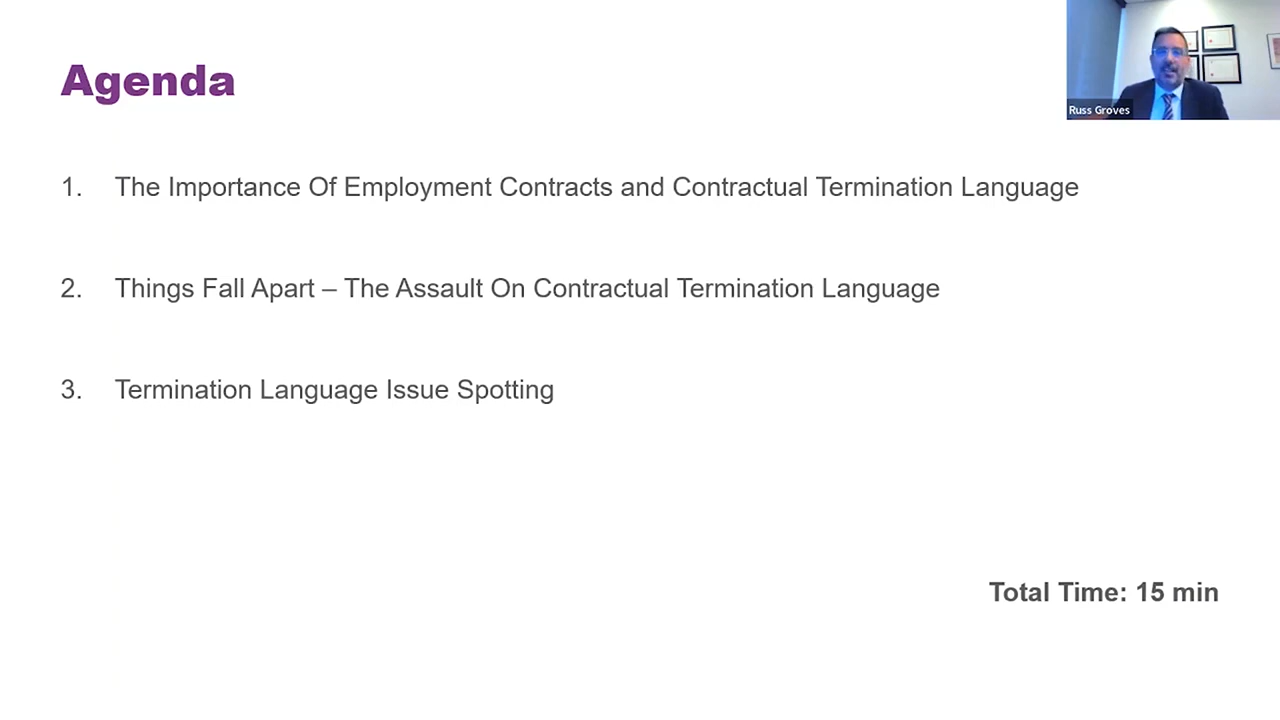 Agenda
Russ Groves
1. The Importance Of Employment Contracts and Contractual Termination Language
2. Things Fall Apart – The Assault On Contractual Termination Language
3. Termination Language Issue Spotting
Total Time: 15 min